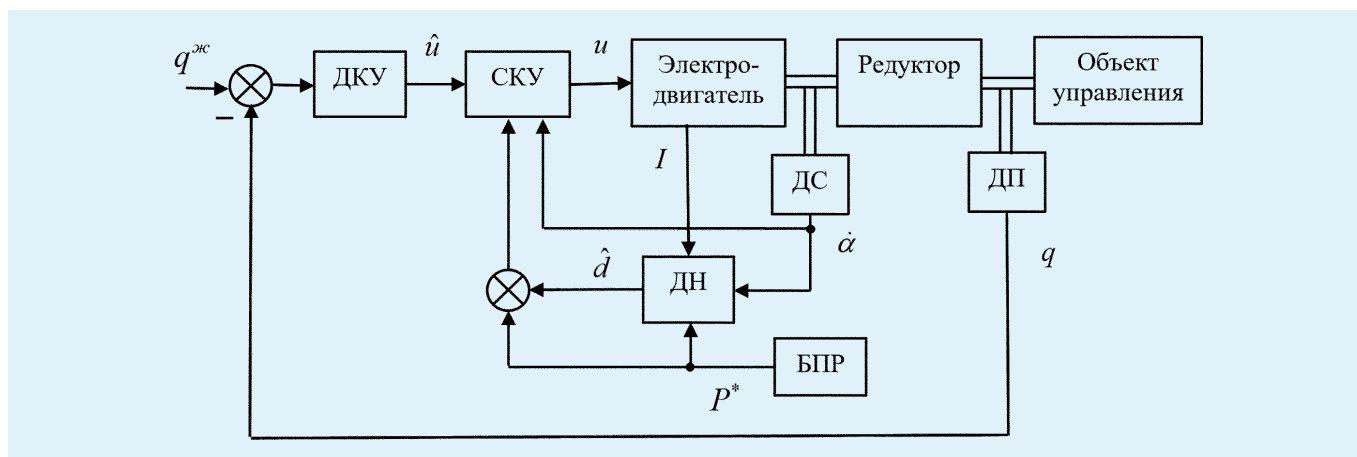 q^ж
−
ДКУ
û
СКУ
u
Электро-
двигатель
Редуктор
Объект
управления
I
ДС
ДП
α̇
q
d̂
ДН
БПР
P*